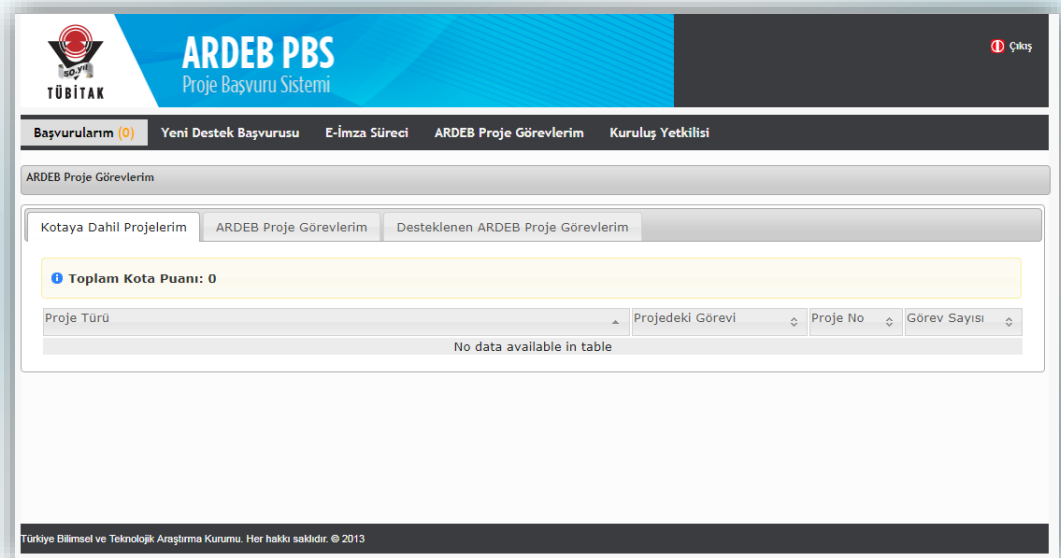 50.yıl
TÜBİTAK
ARDEB PBS
Proje Başvuru Sistemi
Çıkış
Başvurularım (0) Yeni Destek Başvurusu E-İmza Süreci ARDEB Proje Görevlerim Kuruluş Yetkilisi
ARDEB Proje Görevlerim
Kotaya Dahil Projelerim ARDEB Proje Görevlerim Desteklenen ARDEB Proje Görevlerim
Toplam Kota Puanı: 0
Proje Türü Projedeki Görevi Proje No Görev Sayısı
No data available in table
Türkiye Bilimsel ve Teknolojik Araştırma Kurumu. Her hakkı saklıdır. © 2013